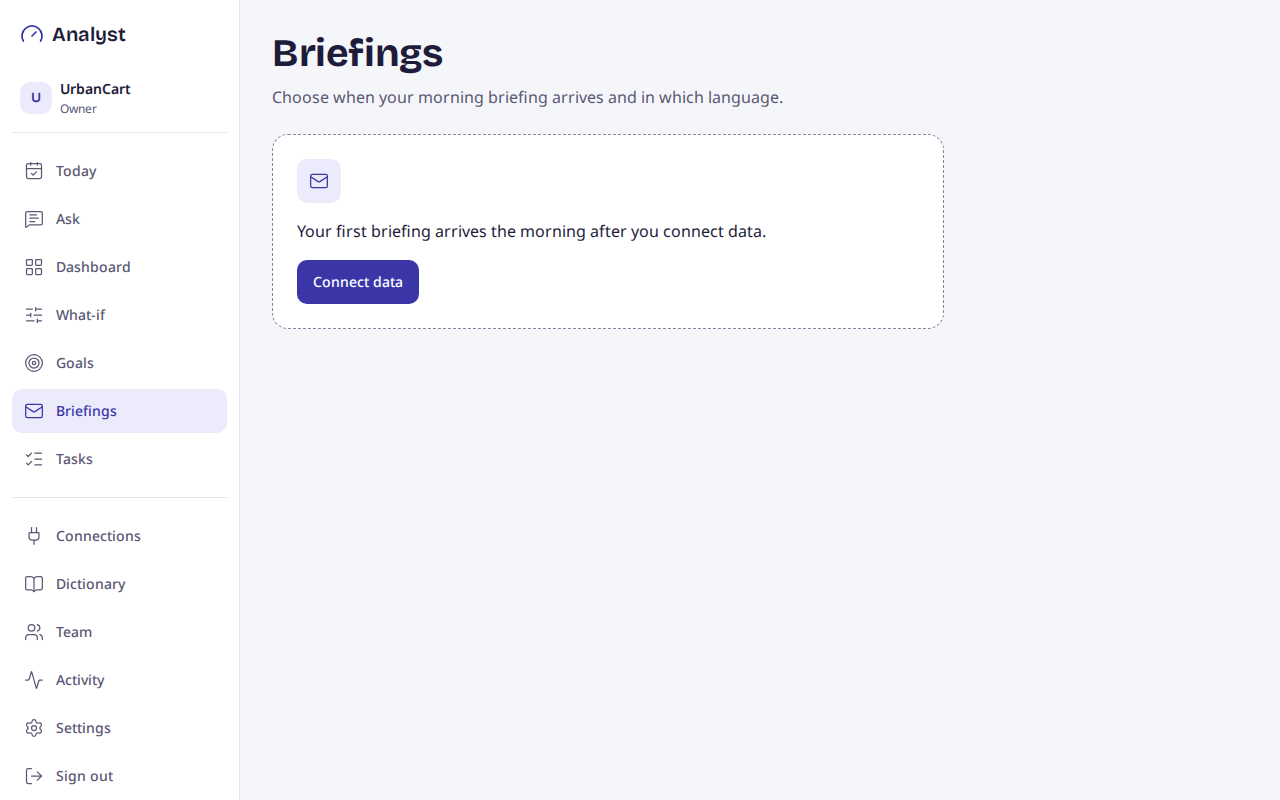 Analyst
U
UrbanCart
Owner
Today
Ask
Dashboard
What-if
Goals
Briefings
Tasks
Connections
Dictionary
Team
Activity
Settings
Sign out
Briefings
Choose when your morning briefing arrives and in which language.
Your first briefing arrives the morning after you connect data.
Connect data